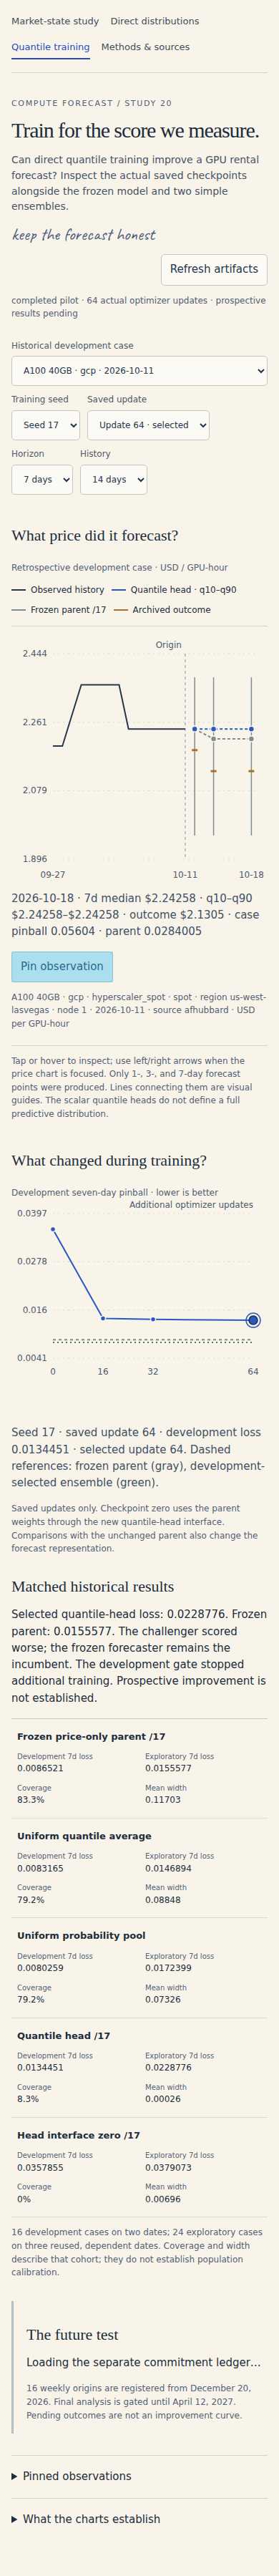 Market-state study Direct distributions
Quantile training Methods & sources
COMPUTE FORECAST / STUDY 20
Train for the score we measure.
Can direct quantile training improve a GPU rental
forecast? Inspect the actual saved checkpoints
alongside the frozen model and two simple
ensembles.
keep the forecast honest
Refresh artifacts
completed pilot · 64 actual optimizer updates · prospective
results pending
Historical development case
A100 40GB · gcp · 2026-10-11
Training seed Saved update
Seed 17 Update 64 · selected
Horizon History
7 days 14 days
What price did it forecast?
Retrospective development case · USD / GPU-hour
Observed history Quantile head · q10–q90
Frozen parent /17 Archived outcome
Origin
2.444
2.261
2.079
1.896
09-27 10-11 10-18
2026-10-18 · 7d median $2.24258 · q10–q90
$2.24258–$2.24258 · outcome $2.1305 · case
pinball 0.05604 · parent 0.0284005
Pin observation
A100 40GB · gcp · hyperscaler_spot · spot · region us-west-
lasvegas · node 1 · 2026-10-11 · source afhubbard · USD
per GPU-hour
Tap or hover to inspect; use left/right arrows when the
price chart is focused. Only 1-, 3-, and 7-day forecast
points were produced. Lines connecting them are visual
guides. The scalar quantile heads do not define a full
predictive distribution.
What changed during training?
Development seven-day pinball · lower is better
Additional optimizer updates
0.0397
0.0278
0.016
0.0041
0 16 32 64
Seed 17 · saved update 64 · development loss
0.0134451 · selected update 64. Dashed
references: frozen parent (gray), development-
selected ensemble (green).
Saved updates only. Checkpoint zero uses the parent
weights through the new quantile-head interface.
Comparisons with the unchanged parent also change the
forecast representation.
Matched historical results
Selected quantile-head loss: 0.0228776. Frozen
parent: 0.0155577. The challenger scored
worse; the frozen forecaster remains the
incumbent. The development gate stopped
additional training. Prospective improvement is
not established.
Frozen price-only parent /17
Development 7d loss Exploratory 7d loss
0.0086521 0.0155577
Coverage Mean width
83.3% 0.11703
Uniform quantile average
Development 7d loss Exploratory 7d loss
0.0083165 0.0146894
Coverage Mean width
79.2% 0.08848
Uniform probability pool
Development 7d loss Exploratory 7d loss
0.0080259 0.0172399
Coverage Mean width
79.2% 0.07326
Quantile head /17
Development 7d loss Exploratory 7d loss
0.0134451 0.0228776
Coverage Mean width
8.3% 0.00026
Head interface zero /17
Development 7d loss Exploratory 7d loss
0.0357855 0.0379073
Coverage Mean width
0% 0.00696
16 development cases on two dates; 24 exploratory cases
on three reused, dependent dates. Coverage and width
describe that cohort; they do not establish population
calibration.
The future test
Loading the separate commitment ledger…
16 weekly origins are registered from December 20,
2026. Final analysis is gated until April 12, 2027.
Pending outcomes are not an improvement curve.
Pinned observations
What the charts establish